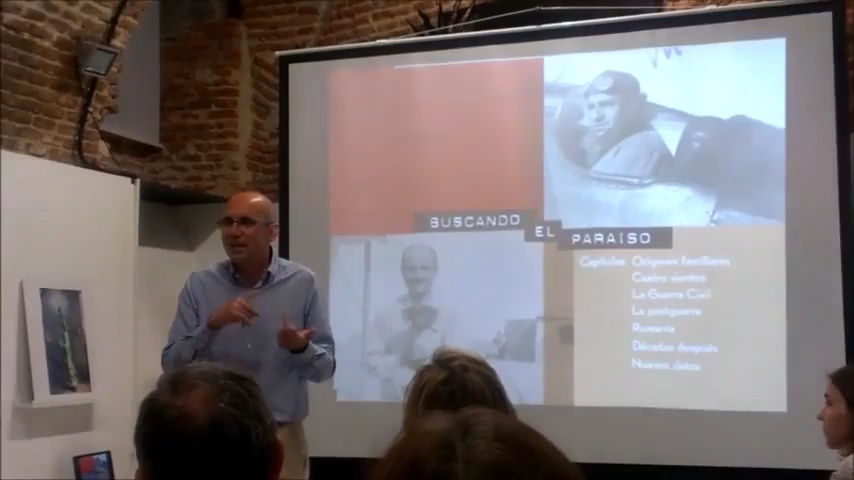 BUSCANDO EL PARAISO
Capítulos Orígenes familiares
Cuatro vientos
La Guerra Civil
La postguerra
Rumanía
Décadas después
Nuevos datos